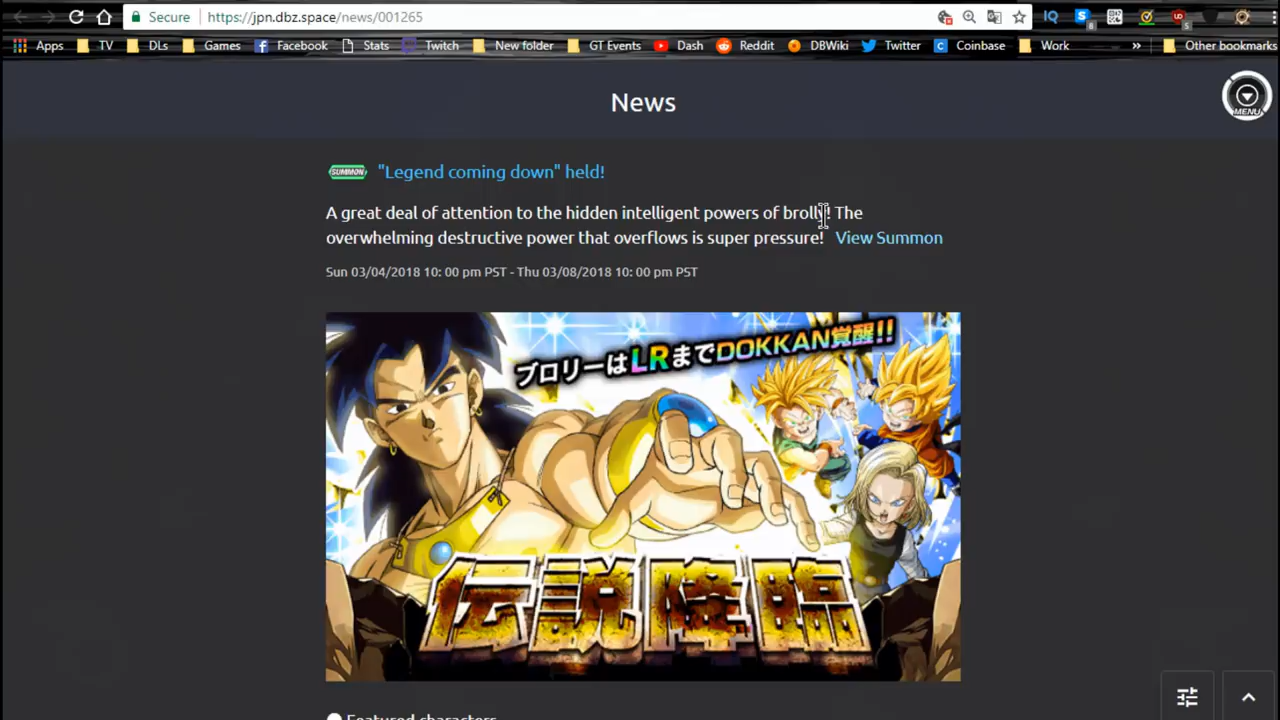 Secure https://jpn.dbz.space/news/001265
Apps TV DLs Games Facebook Stats Twitch New folder GT Events Dash Reddit DBWiki Twitter Coinbase Work » Other bookmarks
News
MENU
SUMMON "Legend coming down" held!
A great deal of attention to the hidden intelligent powers of brolly! The
overwhelming destructive power that overflows is super pressure! View Summon
Sun 03/04/2018 10: 00 pm PST - Thu 03/08/2018 10: 00 pm PST
ブロリーはLRまでDOKKAN覚醒!!
伝説降臨
Featured characters